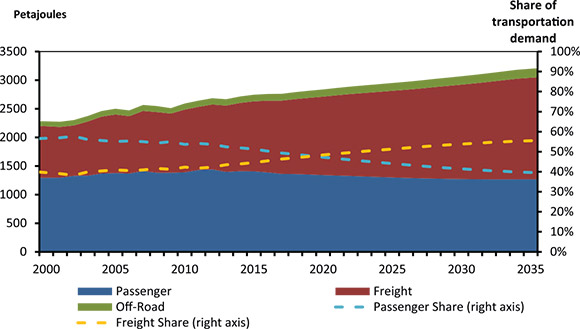 Petajoules
Share of
transportation
demand
3500
3000
2500
2000
1500
1000
500
0
100%
90%
80%
70%
60%
50%
40%
30%
20%
10%
0%
2000 2005 2010 2015 2020 2025 2030 2035
Passenger Freight
Off-Road Passenger Share (right axis)
Freight Share (right axis)